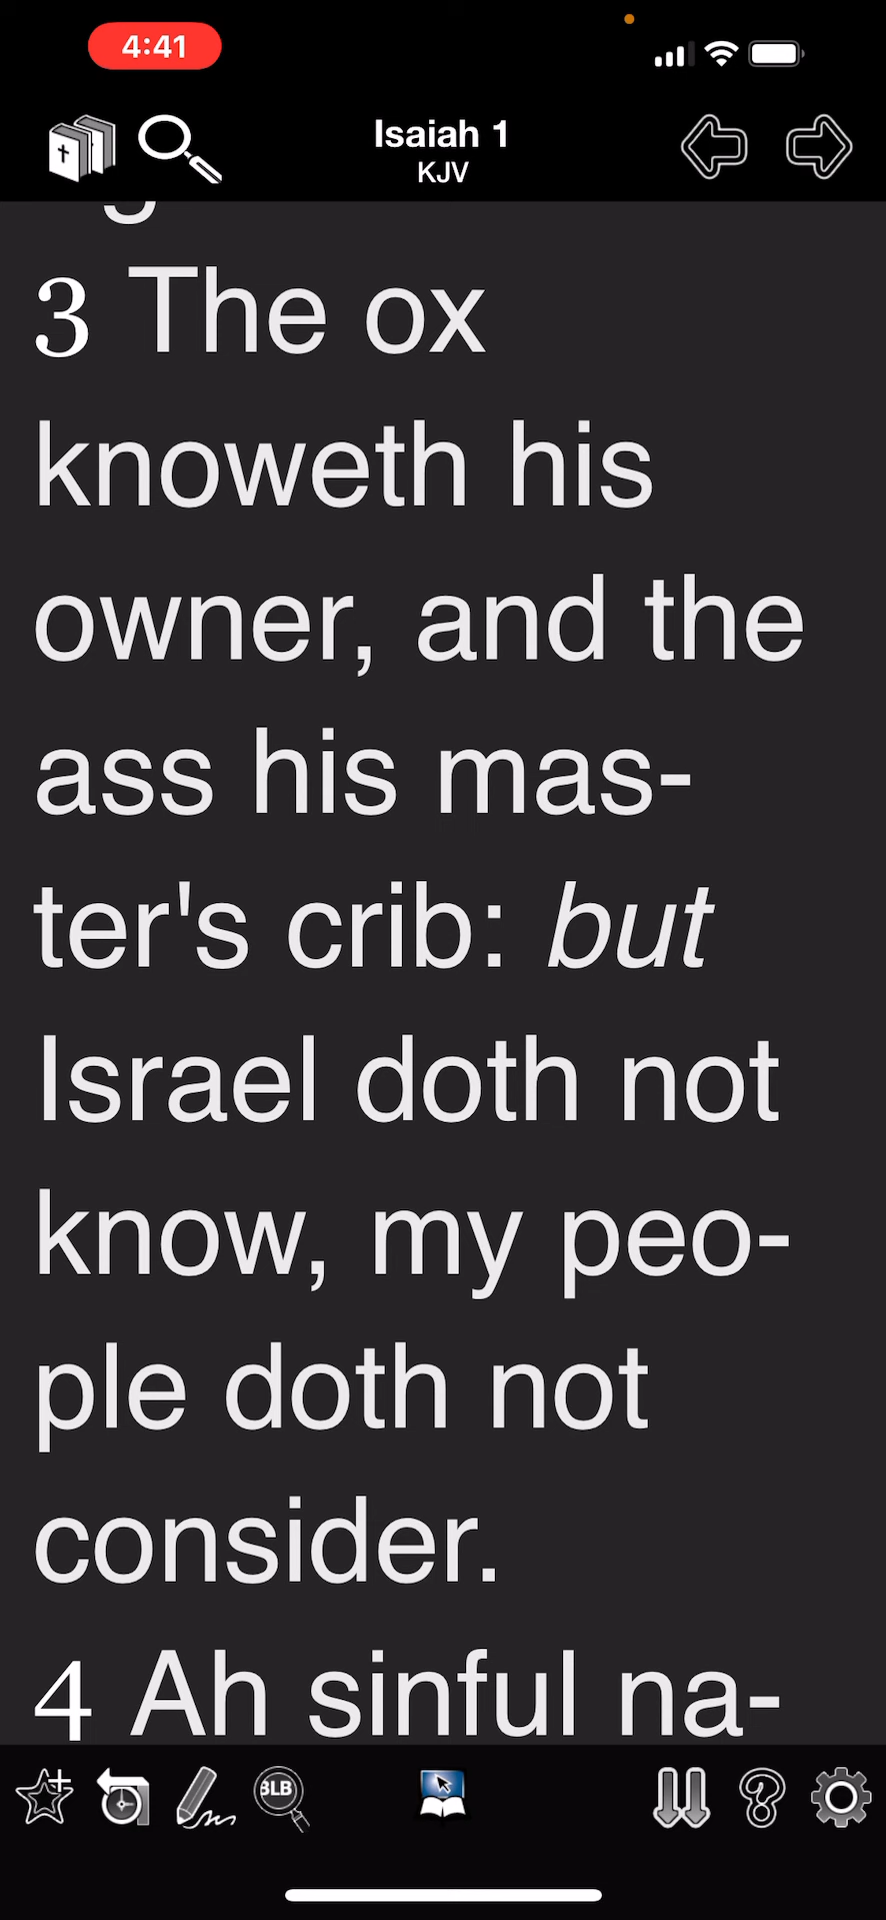 4:41
Isaiah 1
KJV
3 The ox
knoweth his
owner, and the
ass his mas-
ter's crib: but
Israel doth not
know, my peo-
ple doth not
consider.
4 Ah sinful na-
BLB